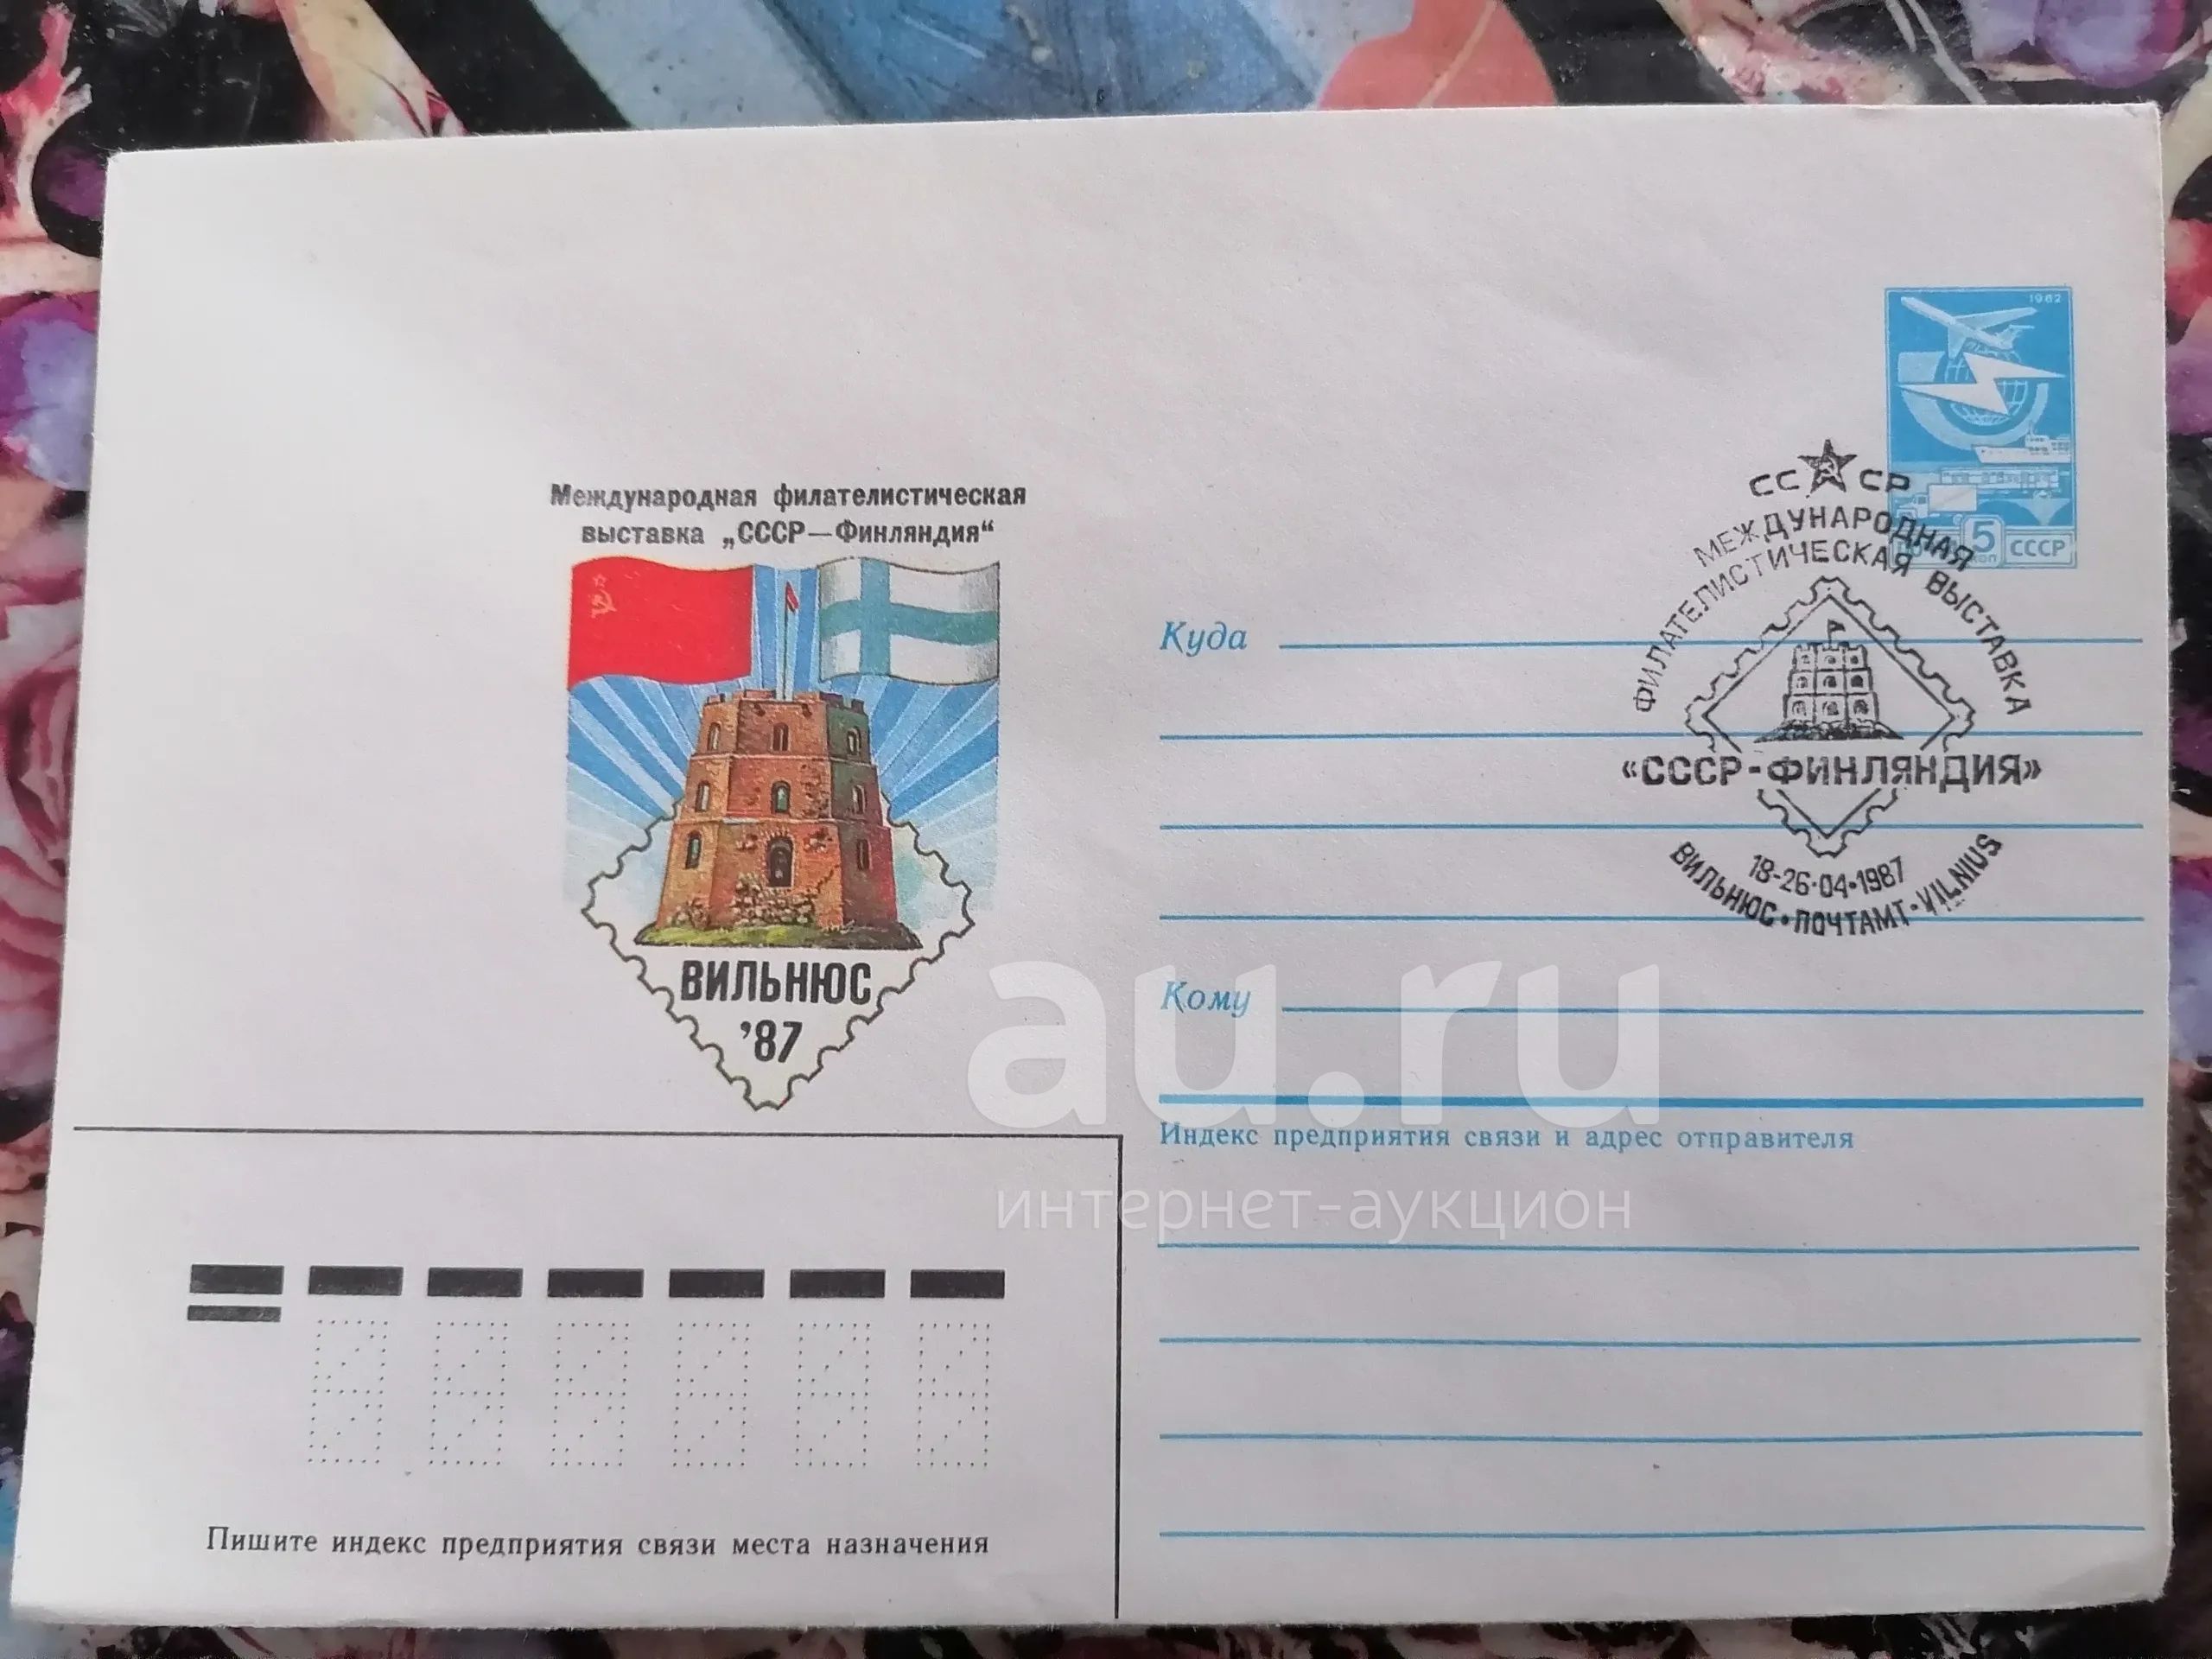 Международная филателистическая
выставка „СССР—Финляндия“
ВИЛЬНЮС
'87
1982
5
коп
СССР
СССР
МЕЖДУНАРОДНАЯ
ФИЛАТЕЛИСТИЧЕСКАЯ ВЫСТАВКА
«СССР-ФИНЛЯНДИЯ»
18-26·04·1987
ВИЛЬНЮС·ПОЧТАМТ·VILNIUS
Куда
Кому
Индекс предприятия связи и адрес отправителя
au.ru
интернет-аукцион
Пишите индекс предприятия связи места назначения